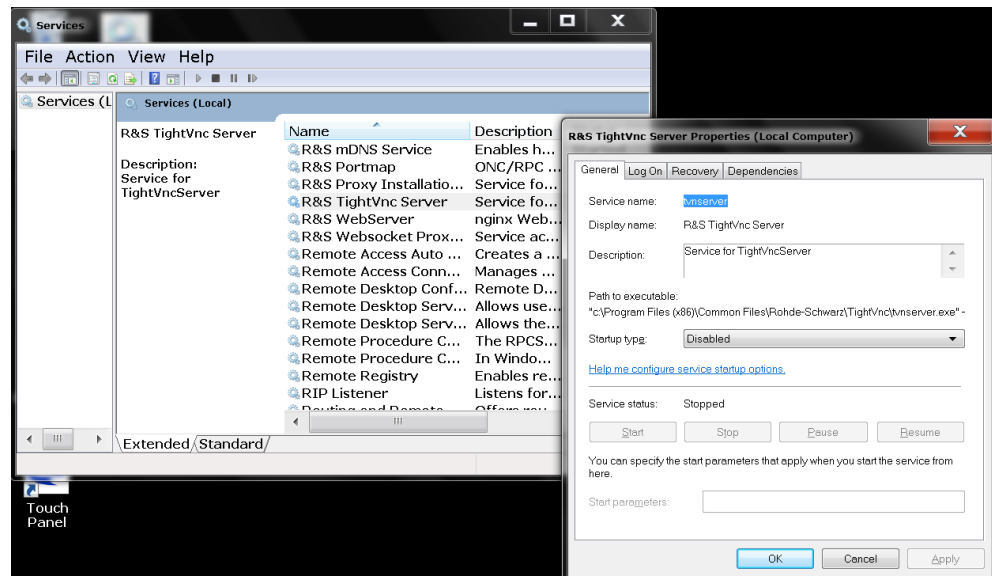 Services
File Action View Help
Services (L
Services (Local)
R&S TightVnc Server
Description:
Service for
TightVncServer
Name Description
R&S mDNS Service Enables h...
R&S Portmap ONC/RPC ...
R&S Proxy Installatio... Service fo...
R&S TightVnc Server Service fo...
R&S WebServer nginx Web...
R&S Websocket Prox... Service ac...
Remote Access Auto ... Creates a ...
Remote Access Conn... Manages ...
Remote Desktop Conf... Remote D...
Remote Desktop Serv... Allows use...
Remote Desktop Serv... Allows the...
Remote Procedure C... The RPCS...
Remote Procedure C... In Windo...
Remote Registry Enables re...
RIP Listener Listens for...
Extended Standard
Touch
Panel
R&S TightVnc Server Properties (Local Computer)
General Log On Recovery Dependencies
Service name: tvnserver
Display name: R&S TightVnc Server
Description: Service for TightVncServer
Path to executable:
"c:\Program Files (x86)\Common Files\Rohde-Schwarz\TightVnc\tvnserver.exe" -
Startup type: Disabled
Help me configure service startup options.
Service status: Stopped
Start Stop Pause Resume
You can specify the start parameters that apply when you start the service from
here.
Start parameters:
OK Cancel Apply